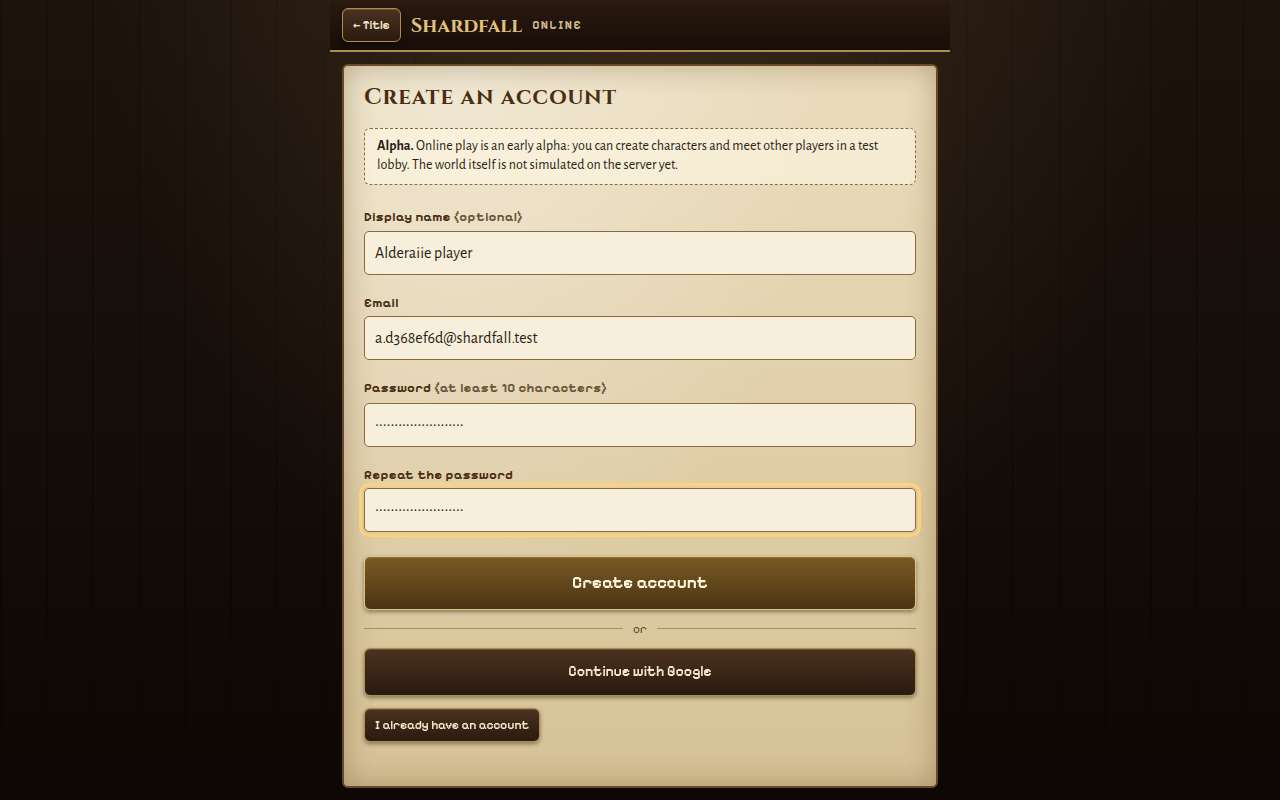 ← Title
Shardfall ONLINE
Create an account
Alpha. Online play is an early alpha: you can create characters and meet other players in a test
lobby. The world itself is not simulated on the server yet.
Display name (optional)
Alderaiie player
Email
a.d368ef6d@shardfall.test
Password (at least 10 characters)
Repeat the password
Create account
or
Continue with Google
I already have an account